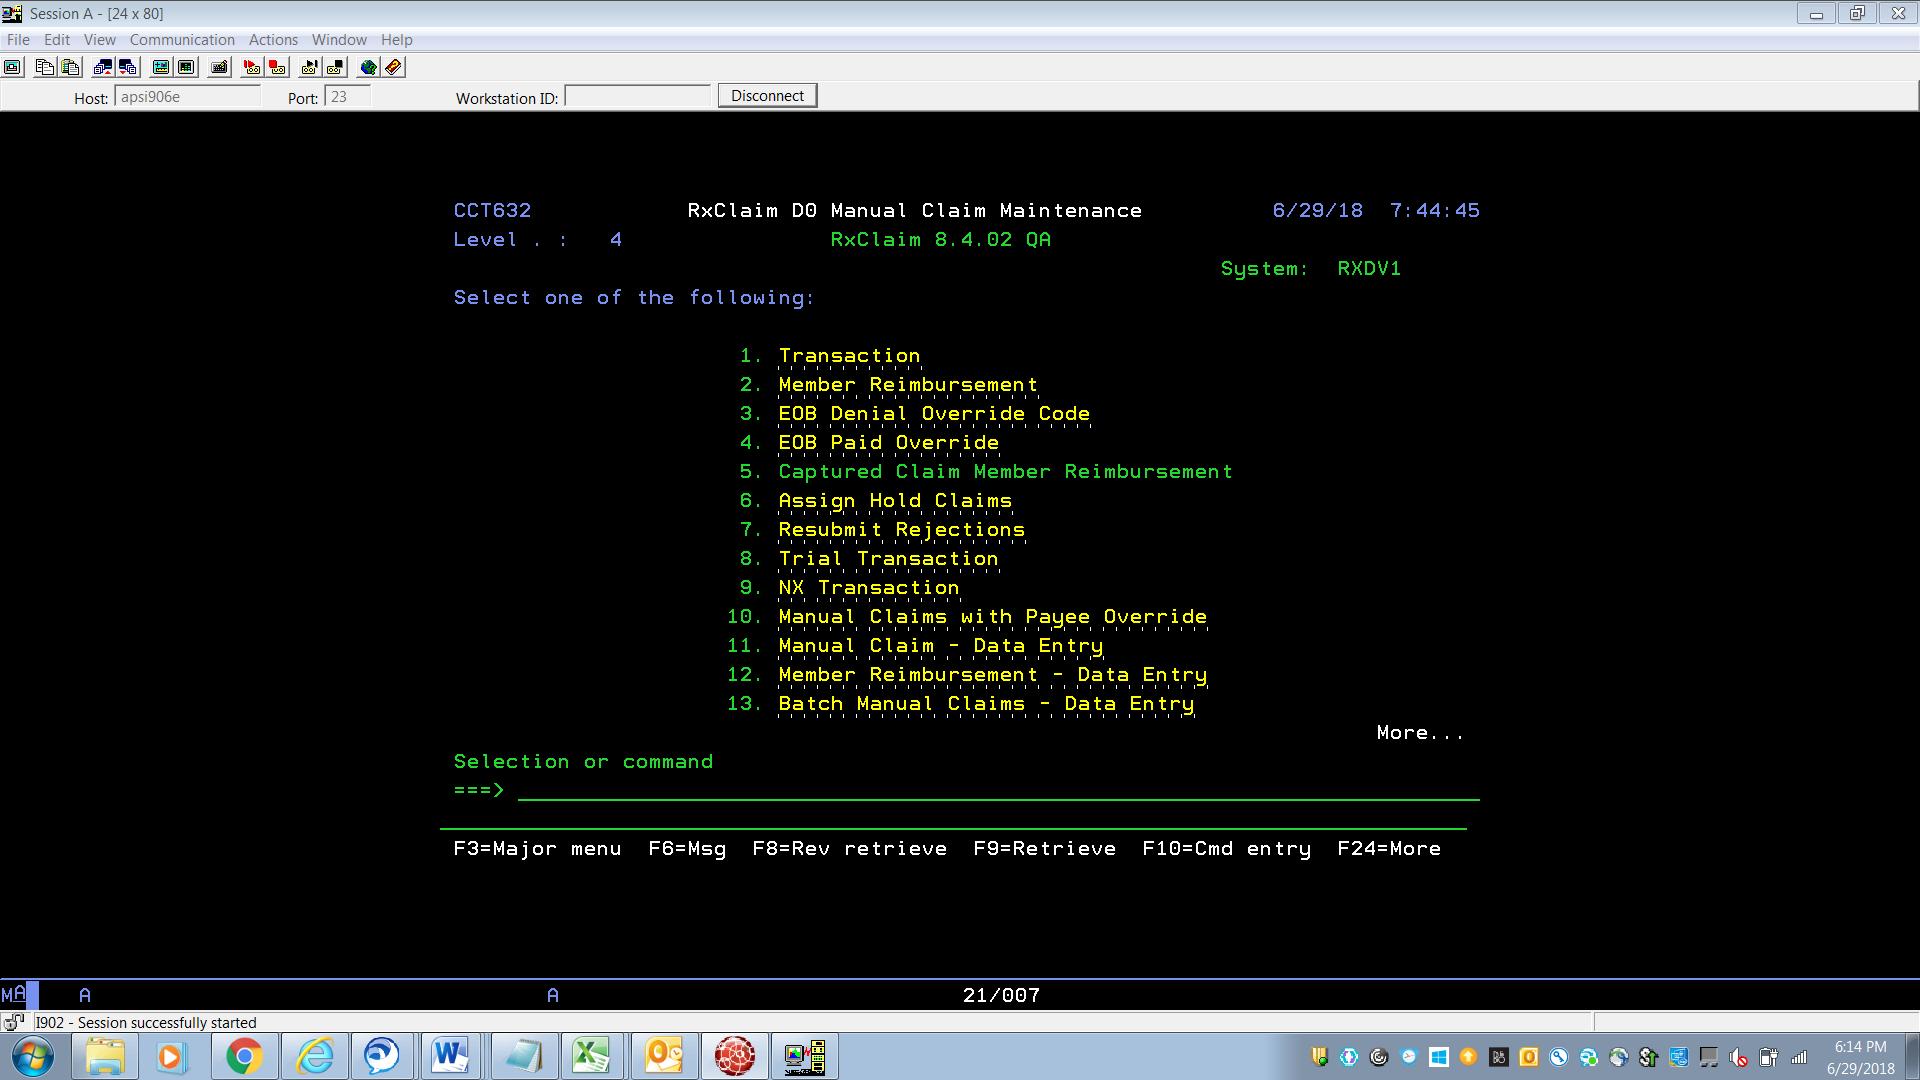 Session A - [24 x 80]
File Edit View Communication Actions Window Help
Host: apsi906e Port: 23 Workstation ID: Disconnect
CCT632 RxClaim D0 Manual Claim Maintenance 6/29/18 7:44:45
Level . : 4 RxClaim 8.4.02 QA
System: RXDV1
Select one of the following:
1. Transaction
2. Member Reimbursement
3. EOB Denial Override Code
4. EOB Paid Override
5. Captured Claim Member Reimbursement
6. Assign Hold Claims
7. Resubmit Rejections
8. Trial Transaction
9. NX Transaction
10. Manual Claims with Payee Override
11. Manual Claim - Data Entry
12. Member Reimbursement - Data Entry
13. Batch Manual Claims - Data Entry
More...
Selection or command
===>
F3=Major menu F6=Msg F8=Rev retrieve F9=Retrieve F10=Cmd entry F24=More
MA A A 21/007
I902 - Session successfully started
6:14 PM
6/29/2018